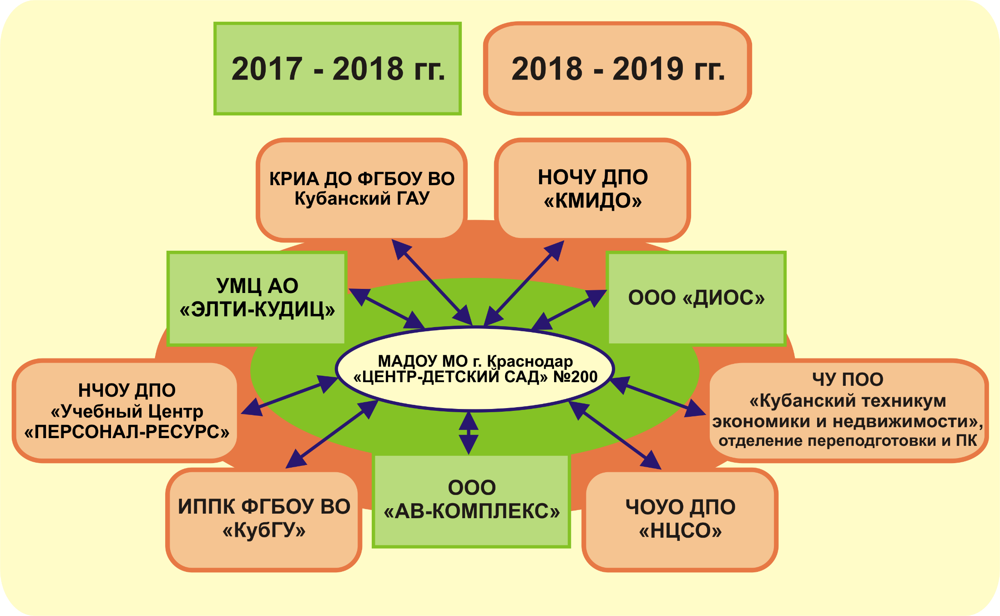 2017 - 2018 гг.
2018 - 2019 гг.
КРИА ДО ФГБОУ ВО
Кубанский ГАУ
НОЧУ ДПО
«КМИДО»
УМЦ АО
«ЭЛТИ-КУДИЦ»
ООО «ДИОС»
МАДОУ МО г. Краснодар
«ЦЕНТР-ДЕТСКИЙ САД» №200
НЧОУ ДПО
«Учебный Центр
«ПЕРСОНАЛ-РЕСУРС»
ЧУ ПОО
«Кубанский техникум
экономики и недвижимости»,
отделение переподготовки и ПК
ИППК ФГБОУ ВО
«КубГУ»
ООО
«АВ-КОМПЛЕКС»
ЧОУО ДПО
«НЦСО»